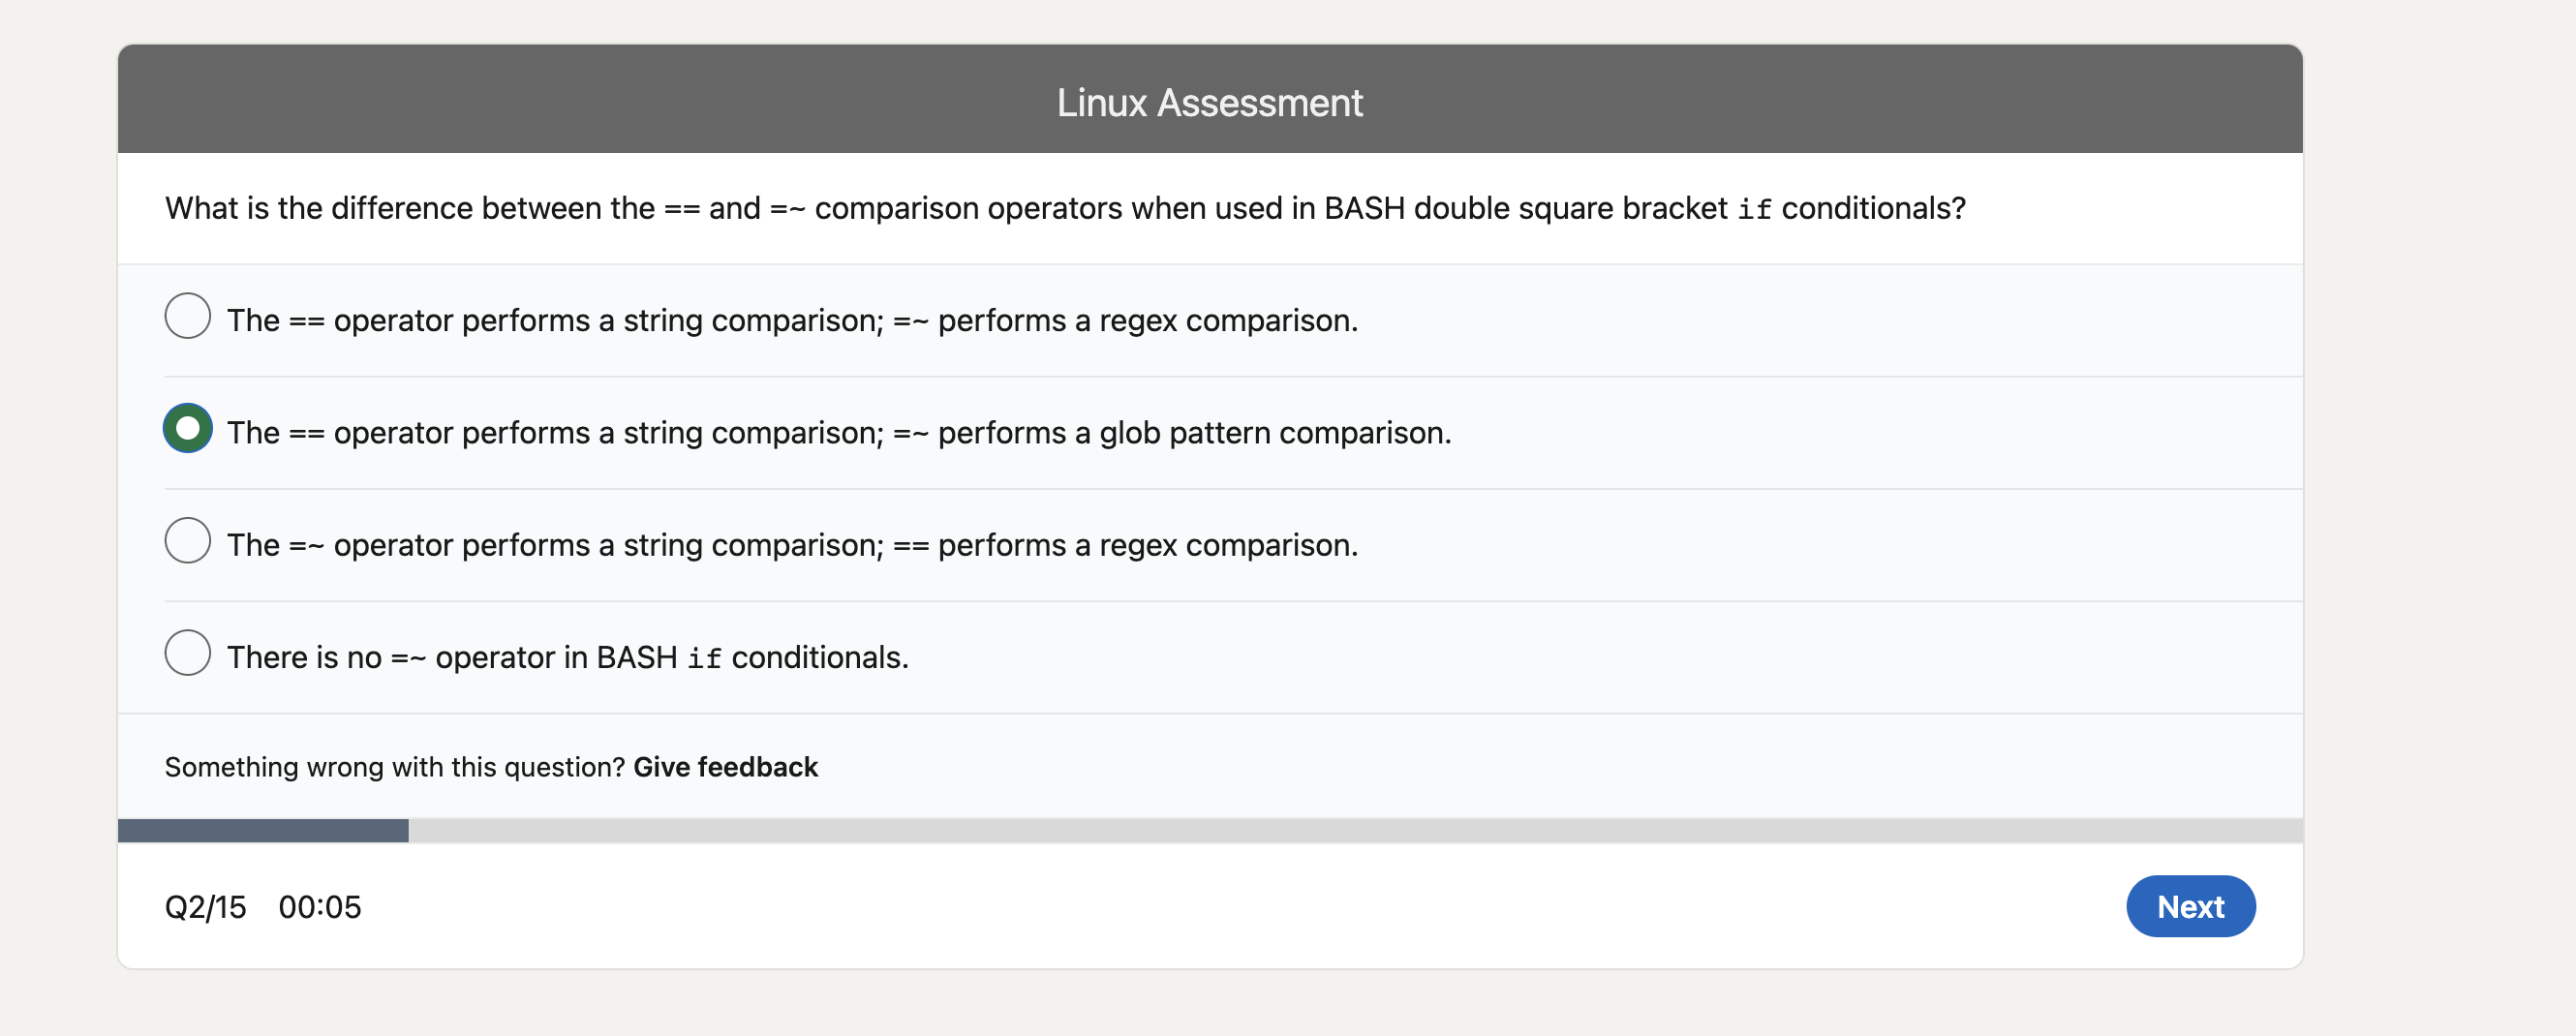 Linux Assessment
What is the difference between the == and =~ comparison operators when used in BASH double square bracket if conditionals?
The == operator performs a string comparison; =~ performs a regex comparison.
The == operator performs a string comparison; =~ performs a glob pattern comparison.
The =~ operator performs a string comparison; == performs a regex comparison.
There is no =~ operator in BASH if conditionals.
Something wrong with this question? Give feedback
Q2/15 00:05 Next